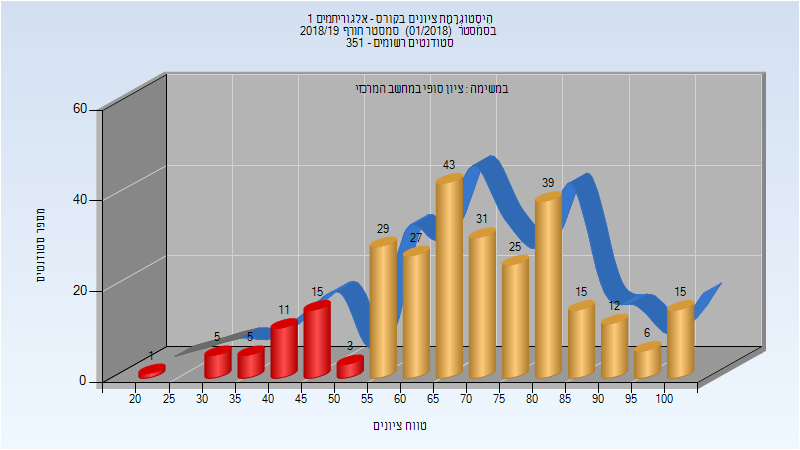 היסטוגרמת ציונים בקורס - אלגוריתמים 1
בסמסטר (01/2018) סמסטר חורף 2018/19
סטודנטים רשומים - 351
במשימה : ציון סופי במחשב המרכזי
מספר סטודנטים
60
40
20
0
1
5
5
11
15
3
29
27
43
31
25
39
15
12
6
15
20 25 30 35 40 45 50 55 60 65 70 75 80 85 90 95 100
טווח ציונים